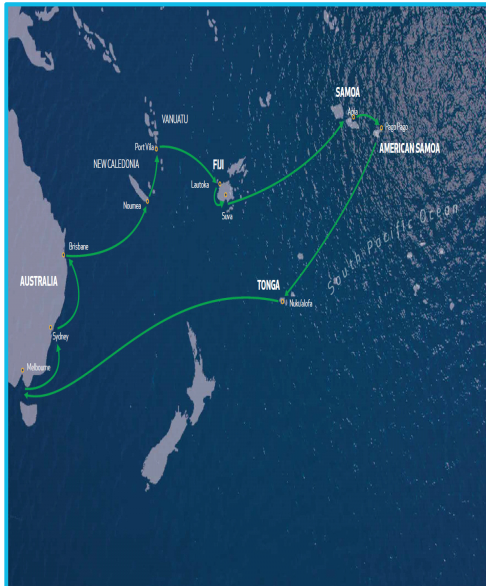 SAMOA
Apia
Pago Pago
AMERICAN SAMOA
VANUATU
Port Vila
NEW CALEDONIA
FIJI
Lautoka
Noumea
Suva
South Pacific Ocean
Brisbane
AUSTRALIA
TONGA
Nuku'alofa
Sydney
Melbourne